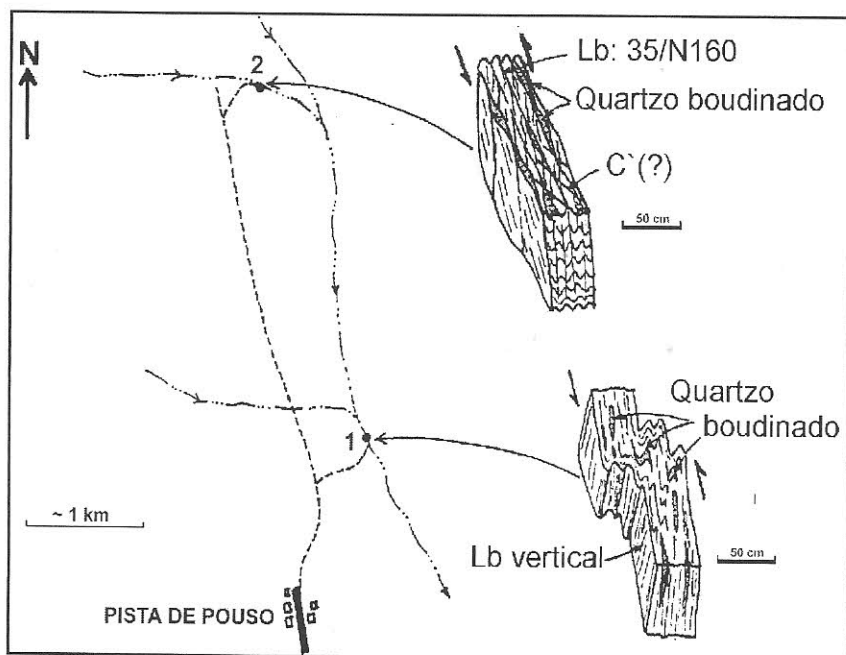 N
2
Lb: 35/N160
Quartzo boudinado
C`(?)
50 cm
1
Quartzo
boudinado
Lb vertical
50 cm
~ 1 km
PISTA DE POUSO